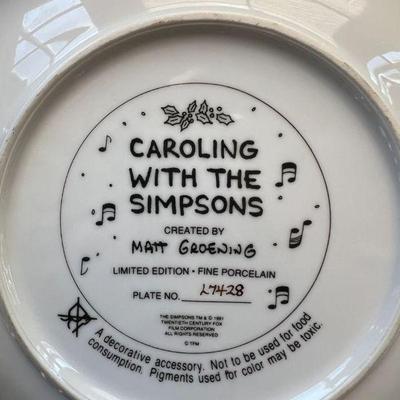 CAROLING
WITH THE
SIMPSONS
CREATED BY
MATT GROENING
LIMITED EDITION • FINE PORCELAIN
PLATE NO. L7428
THE SIMPSONS TM & © 1991
TWENTIETH CENTURY FOX
FILM CORPORATION
ALL RIGHTS RESERVED
© TFM
A decorative accessory. Not to be used for food
consumption. Pigments used for color may be toxic.